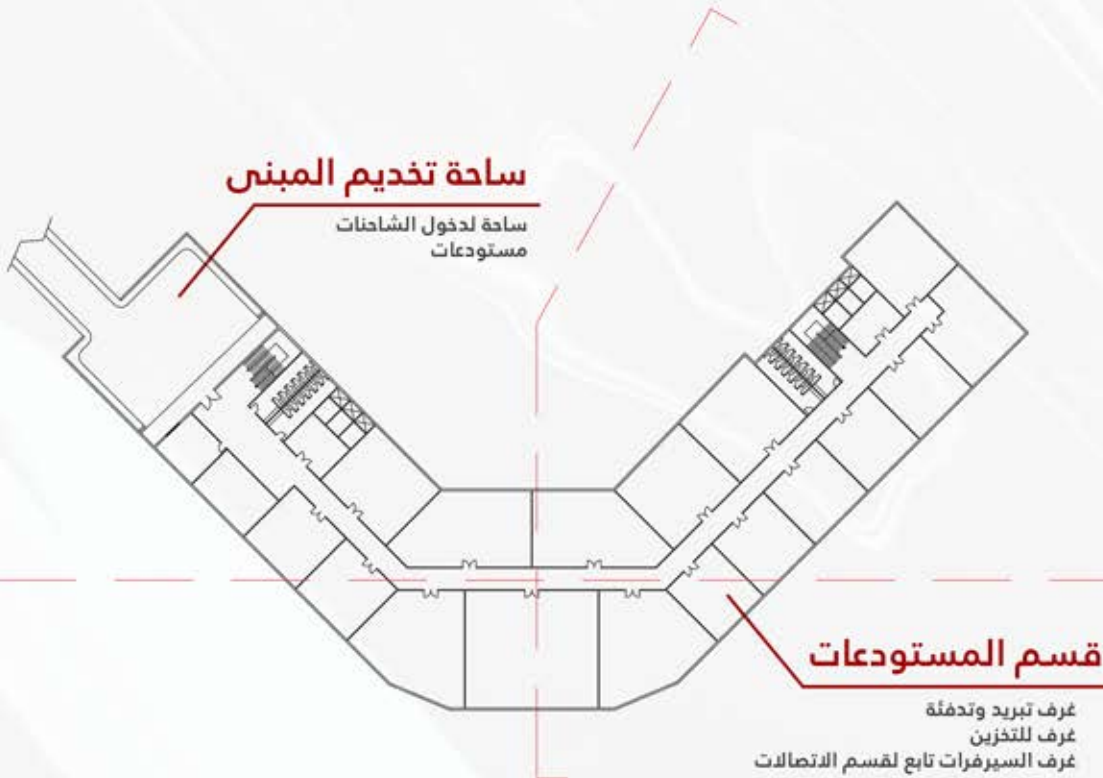 ساحة تخديم المبنى
ساحة لدخول الشاحنات
مستودعات
قسم المستودعات
غرف تبريد وتدفئة
غرف للتخزين
غرف السيرفرات تابع لقسم الاتصالات